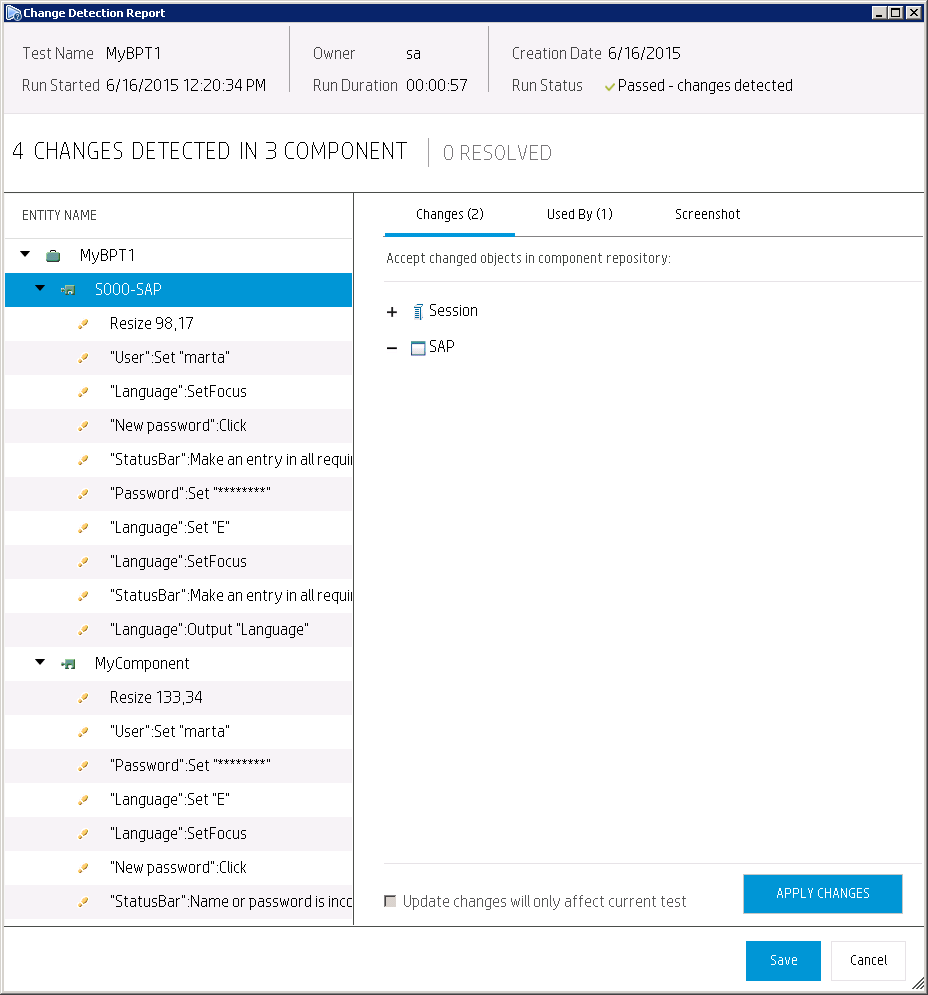 Change Detection Report
Test Name MyBPT1 Owner sa Creation Date 6/16/2015
Run Started 6/16/2015 12:20:34 PM Run Duration 00:00:57 Run Status Passed - changes detected
4 CHANGES DETECTED IN 3 COMPONENT 0 RESOLVED
ENTITY NAME
MyBPT1
S000-SAP
Resize 98,17
"User":Set "marta"
"Language":SetFocus
"New password":Click
"StatusBar":Make an entry in all requir
"Password":Set "********"
"Language":Set "E"
"Language":SetFocus
"StatusBar":Make an entry in all requir
"Language":Output "Language"
MyComponent
Resize 133,34
"User":Set "marta"
"Password":Set "********"
"Language":Set "E"
"Language":SetFocus
"New password":Click
"StatusBar":Name or password is inco
Changes (2) Used By (1) Screenshot
Accept changed objects in component repository:
Session
SAP
Update changes will only affect current test
APPLY CHANGES
Save Cancel